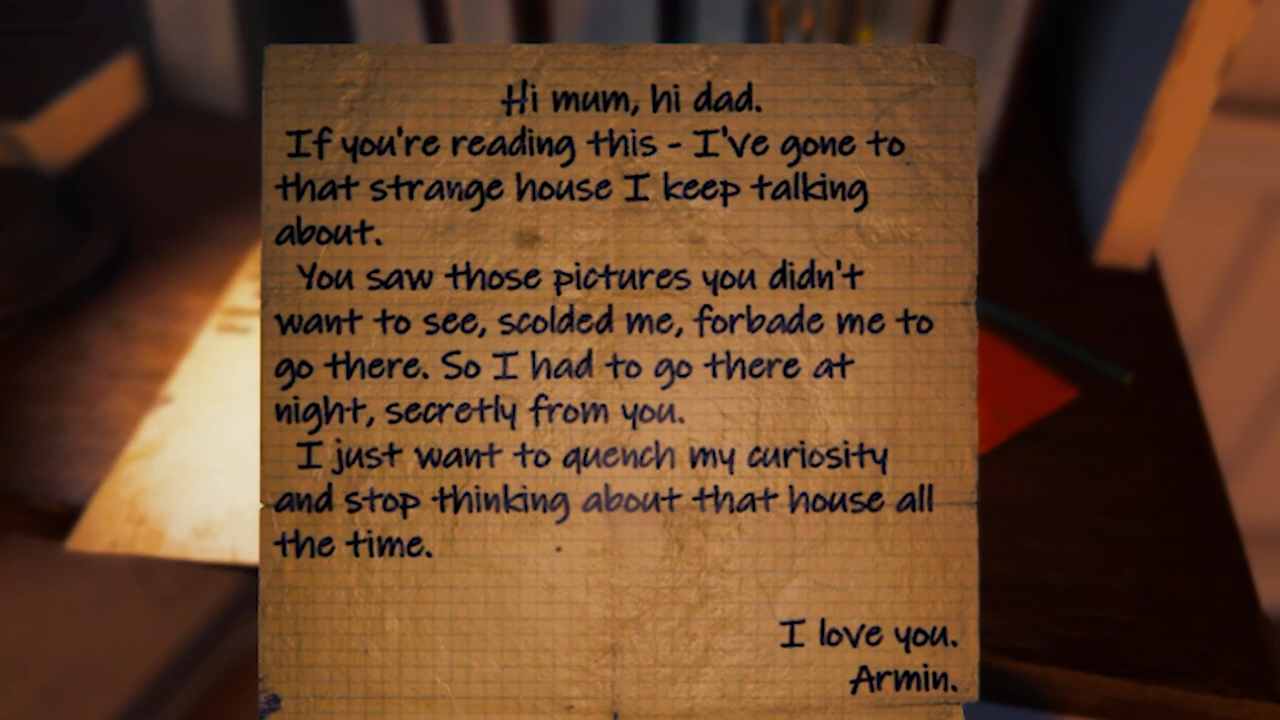 Hi mum, hi dad.
If you're reading this - I've gone to
that strange house I keep talking
about.
You saw those pictures you didn't
want to see, scolded me, forbade me to
go there. So I had to go there at
night, secretly from you.
I just want to quench my curiosity
and stop thinking about that house all
the time.
I love you.
Armin.